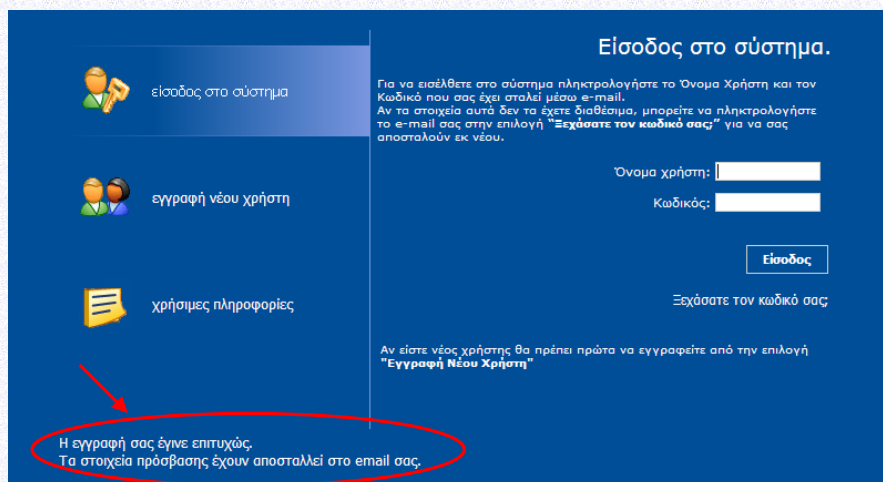 είσοδος στο σύστημα
εγγραφή νέου χρήστη
χρήσιμες πληροφορίες
Η εγγραφή σας έγινε επιτυχώς.
Τα στοιχεία πρόσβασης έχουν αποσταλλεί στο email σας.
Είσοδος στο σύστημα.
Για να εισέλθετε στο σύστημα πληκτρολογήστε το Όνομα Χρήστη και τον
Κωδικό που σας έχει σταλεί μέσω e-mail.
Αν τα στοιχεία αυτά δεν τα έχετε διαθέσιμα, μπορείτε να πληκτρολογήστε
το e-mail σας στην επιλογή "Ξεχάσατε τον κωδικό σας;" για να σας
αποσταλούν εκ νέου.
Όνομα χρήστη:
Κωδικός:
Είσοδος
Ξεχάσατε τον κωδικό σας;
Αν είστε νέος χρήστης θα πρέπει πρώτα να εγγραφείτε από την επιλογή
"Εγγραφή Νέου Χρήστη"